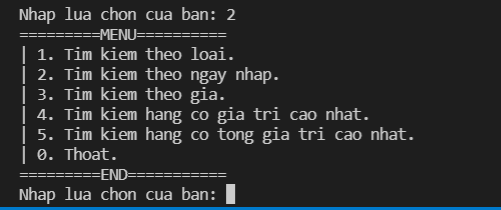 Nhap lua chon cua ban: 2
=========MENU==========
| 1. Tim kiem theo loai.
| 2. Tim kiem theo ngay nhap.
| 3. Tim kiem theo gia.
| 4. Tim kiem hang co gia tri cao nhat.
| 5. Tim kiem hang co tong gia tri cao nhat.
| 0. Thoat.
=========END===========
Nhap lua chon cua ban: